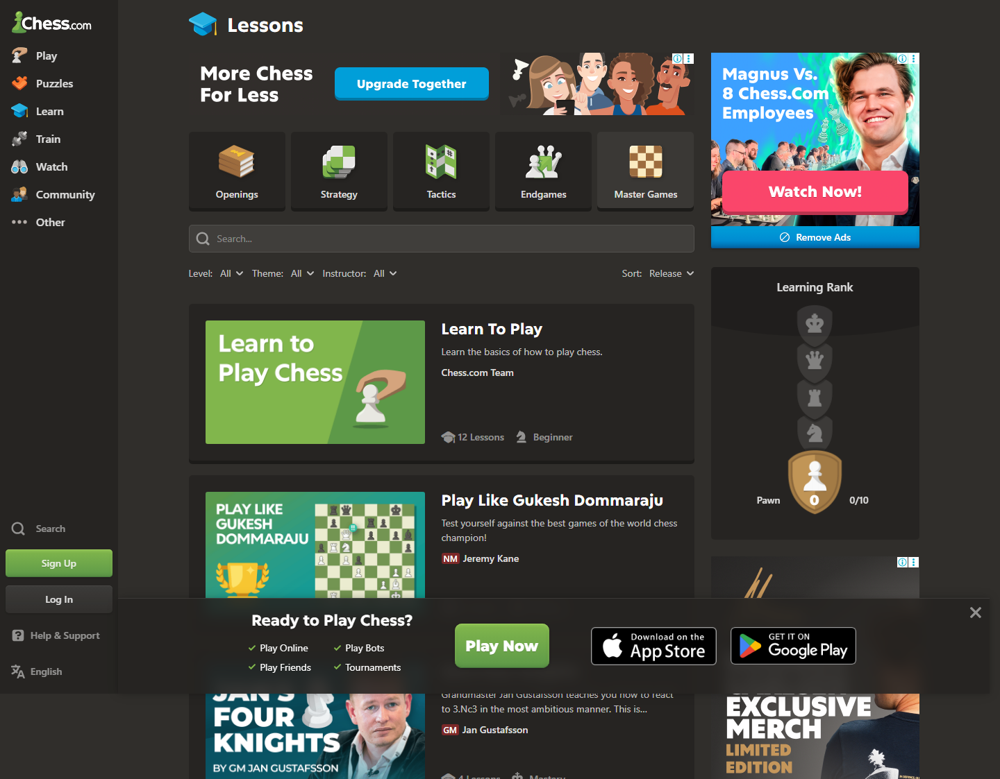 Chess.com
Play
Puzzles
Learn
Train
Watch
Community
Other
Search
Sign Up
Log In
Help & Support
English
Lessons
More Chess
For Less
Upgrade Together
Openings
Strategy
Tactics
Endgames
Master Games
Search...
Level: All
Theme: All
Instructor: All
Sort: Release
Learn to
Play Chess
Learn To Play
Learn the basics of how to play chess.
Chess.com Team
12 Lessons
Beginner
PLAY LIKE
GUKESH
DOMMARAJU
Play Like Gukesh Dommaraju
Test yourself against the best games of the world chess
champion!
NM Jeremy Kane
JAN'S
FOUR
KNIGHTS
BY GM JAN GUSTAFSSON
Grandmaster Jan Gustafsson teaches you how to react
to 3.Nc3 in the most ambitious manner. This is...
GM Jan Gustafsson
4 Lessons
Mastery
Magnus Vs.
8 Chess.Com
Employees
Watch Now!
Remove Ads
Learning Rank
Pawn
0
0/10
EXCLUSIVE
MERCH
LIMITED
EDITION
Ready to Play Chess?
Play Online
Play Bots
Play Friends
Tournaments
Play Now
Download on the
App Store
GET IT ON
Google Play